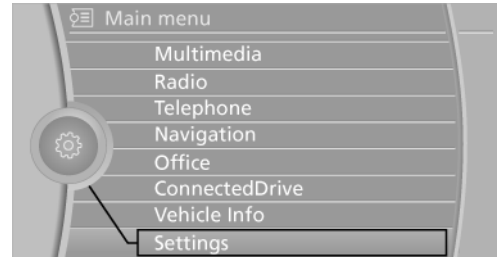 Main menu
Multimedia
Radio
Telephone
Navigation
Office
ConnectedDrive
Vehicle Info
Settings